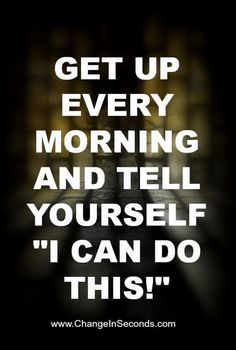 GET UP
EVERY
MORNING
AND TELL
YOURSELF
"I CAN DO
THIS!"
www.ChangeInSeconds.com